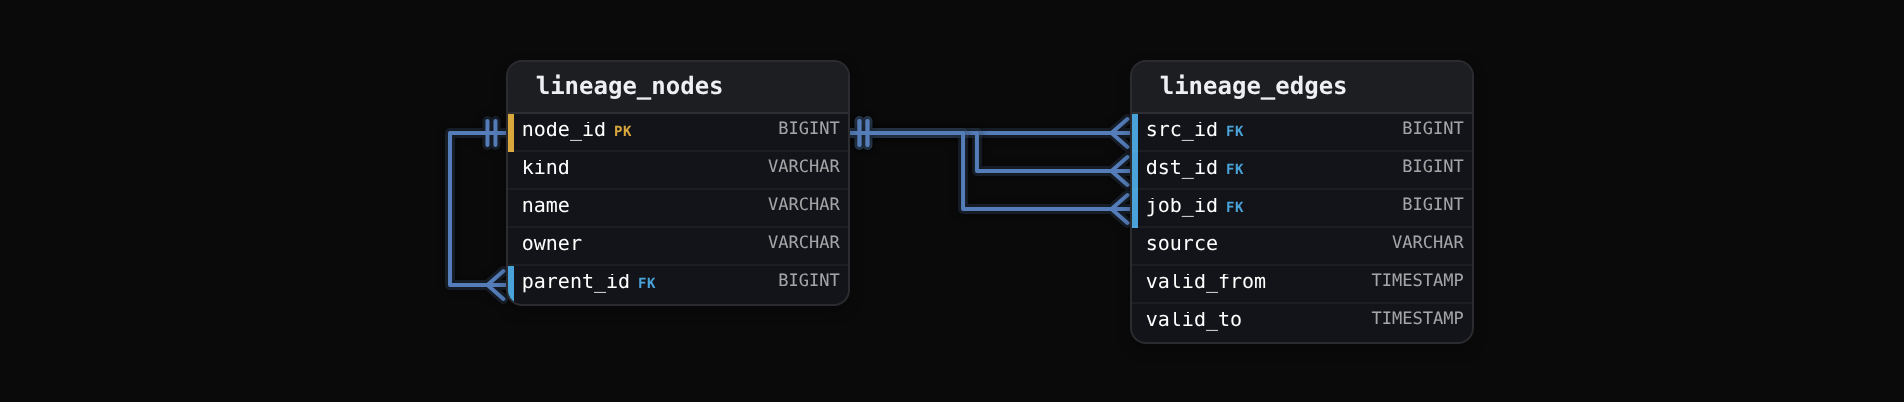 lineage_nodes
node_id PK BIGINT
kind VARCHAR
name VARCHAR
owner VARCHAR
parent_id FK BIGINT
lineage_edges
src_id FK BIGINT
dst_id FK BIGINT
job_id FK BIGINT
source VARCHAR
valid_from TIMESTAMP
valid_to TIMESTAMP